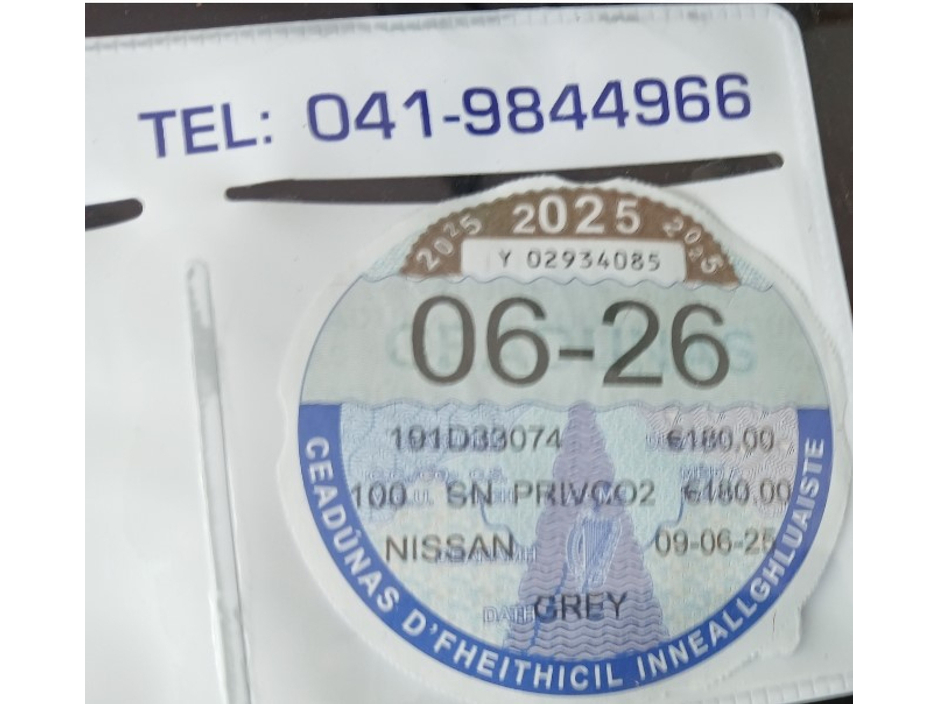 TEL: 041-9844966
2025 2025 2025
Y 02934085
06-26
191D33074 €180.00
100 SN PRIVCO2 €180.00
NISSAN 09-06-25
GREY
CEADÚNAS D'FHEITHICIL INNEALLGHLUAISTE